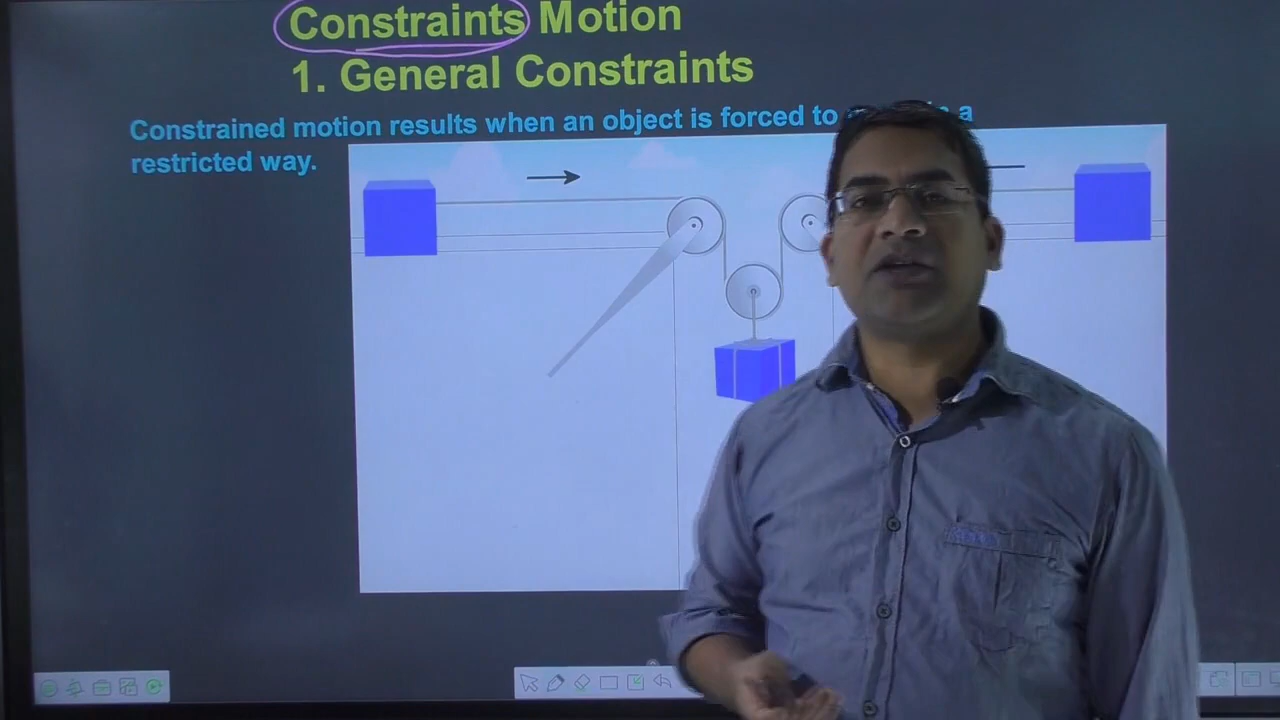 Constraints Motion
1. General Constraints
Constrained motion results when an object is forced to a
restricted way.